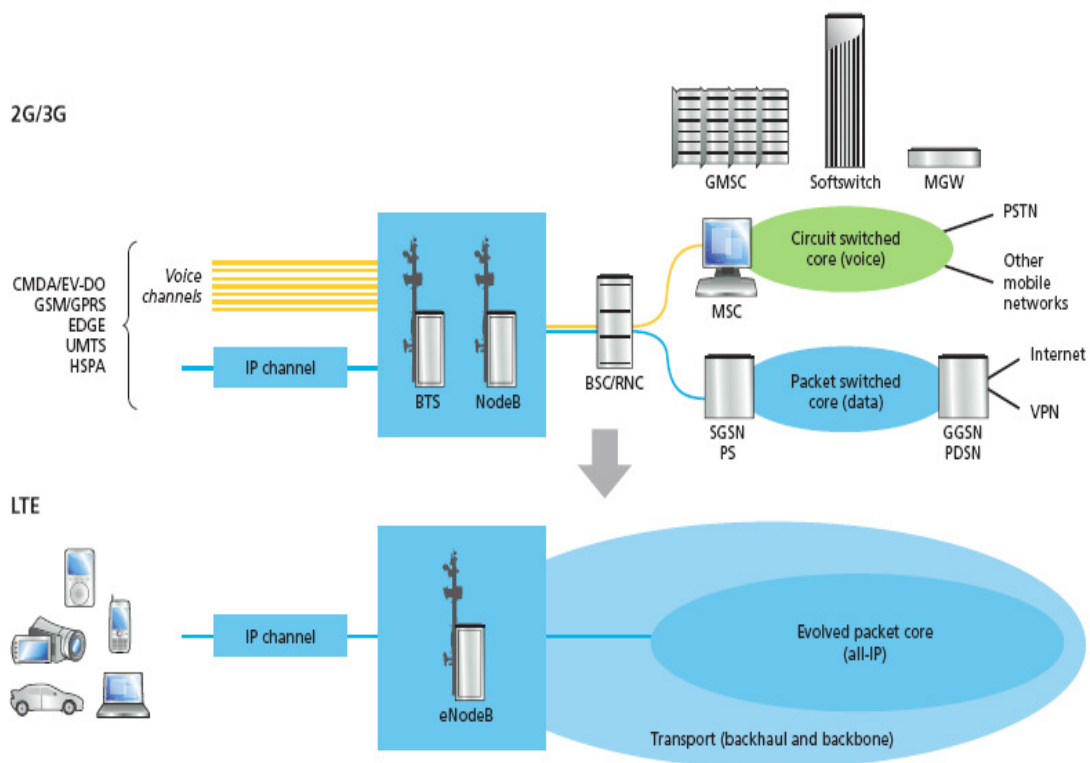 2G/3G
GMSC
Softswitch
MGW
CMDA/EV-DO
GSM/GPRS
EDGE
UMTS
HSPA
Voice
channels
IP channel
BTS
NodeB
BSC/RNC
MSC
Circuit switched
core (voice)
PSTN
Other
mobile
networks
SGSN
PS
Packet switched
core (data)
GGSN
PDSN
Internet
VPN
LTE
IP channel
eNodeB
Evolved packet core
(all-IP)
Transport (backhaul and backbone)